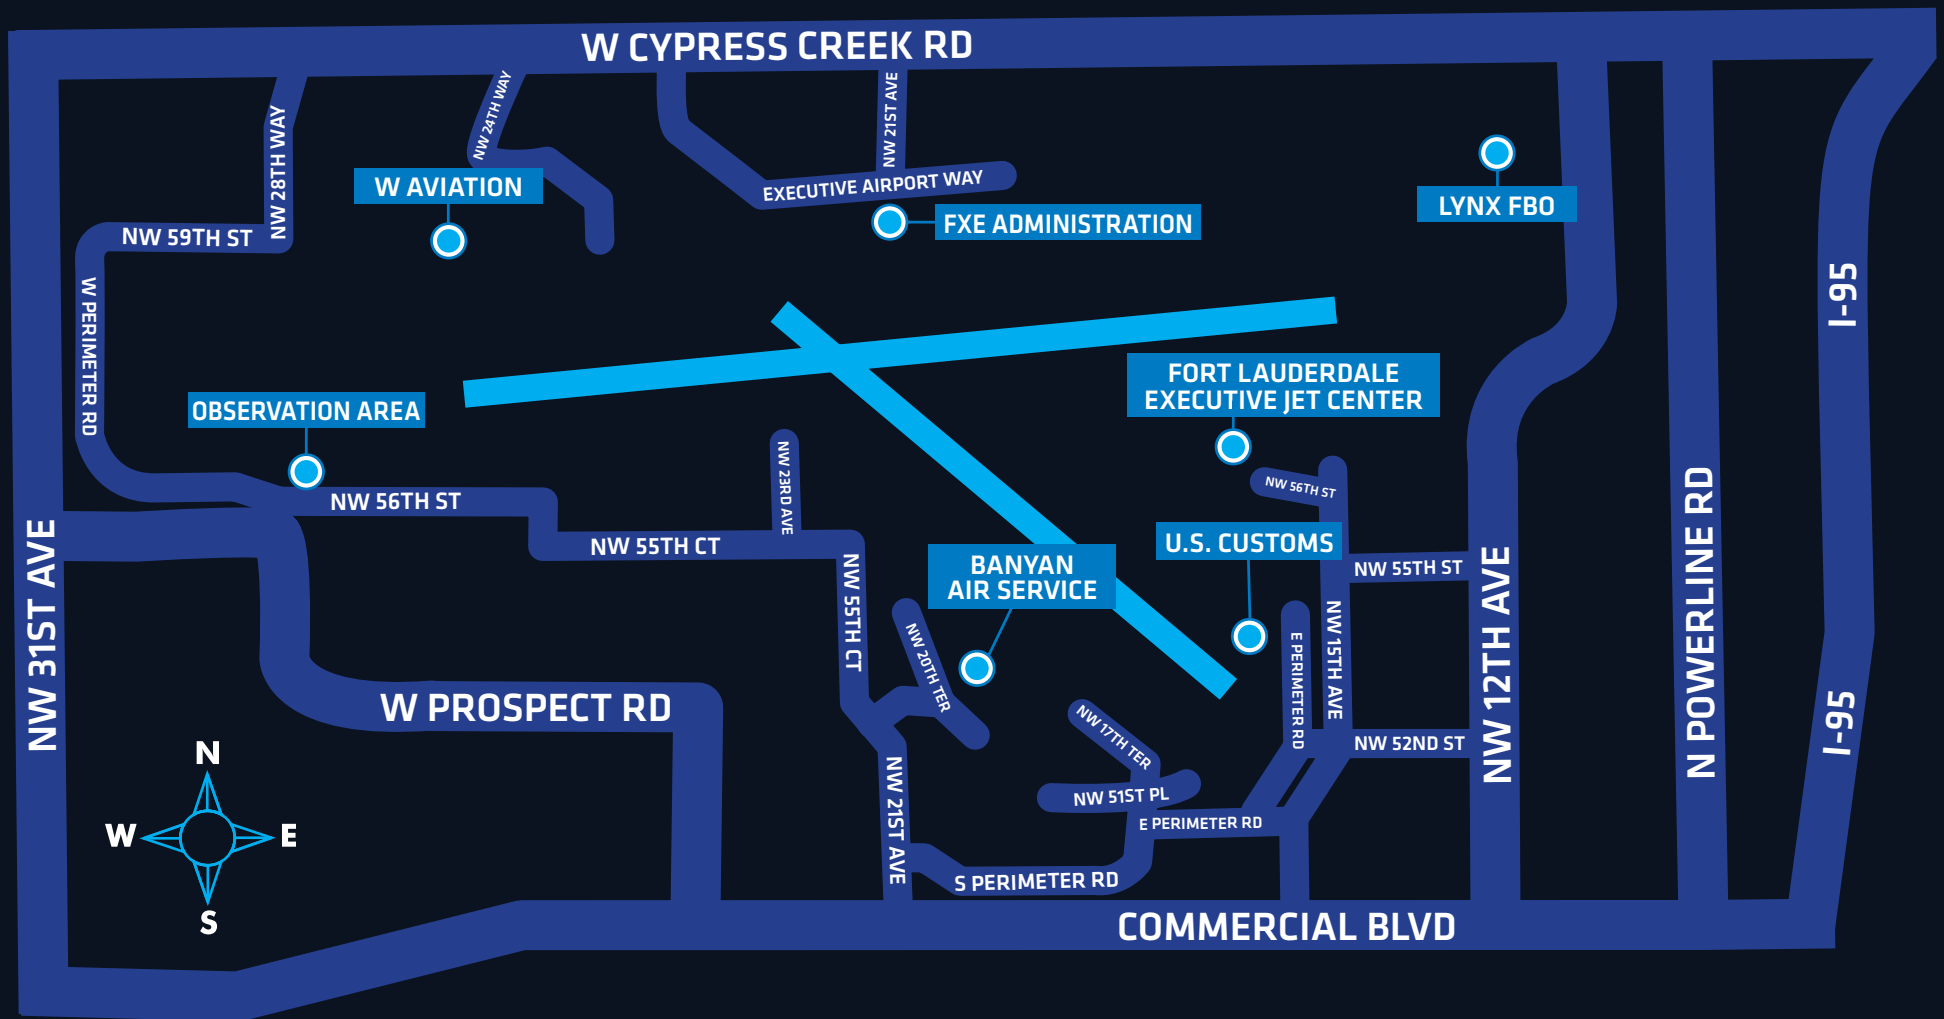 W CYPRESS CREEK RD
NW 28TH WAY
NW 24TH WAY
NW 21ST AVE
W AVIATION
EXECUTIVE AIRPORT WAY
LYNX FBO
FXE ADMINISTRATION
NW 59TH ST
W PERIMETER RD
I-95
FORT LAUDERDALE
EXECUTIVE JET CENTER
OBSERVATION AREA
NW 56TH ST
NW 23RD AVE
NW 56TH ST
NW 55TH CT
U.S. CUSTOMS
BANYAN
AIR SERVICE
NW 55TH ST
NW 31ST AVE
NW 55TH CT
NW 20TH TER
E PERIMETER RD
NW 15TH AVE
NW 12TH AVE
N POWERLINE RD
W PROSPECT RD
NW 17TH TER
NW 52ND ST
I-95
N
W
E
S
NW 51ST PL
E PERIMETER RD
NW 21ST AVE
S PERIMETER RD
COMMERCIAL BLVD